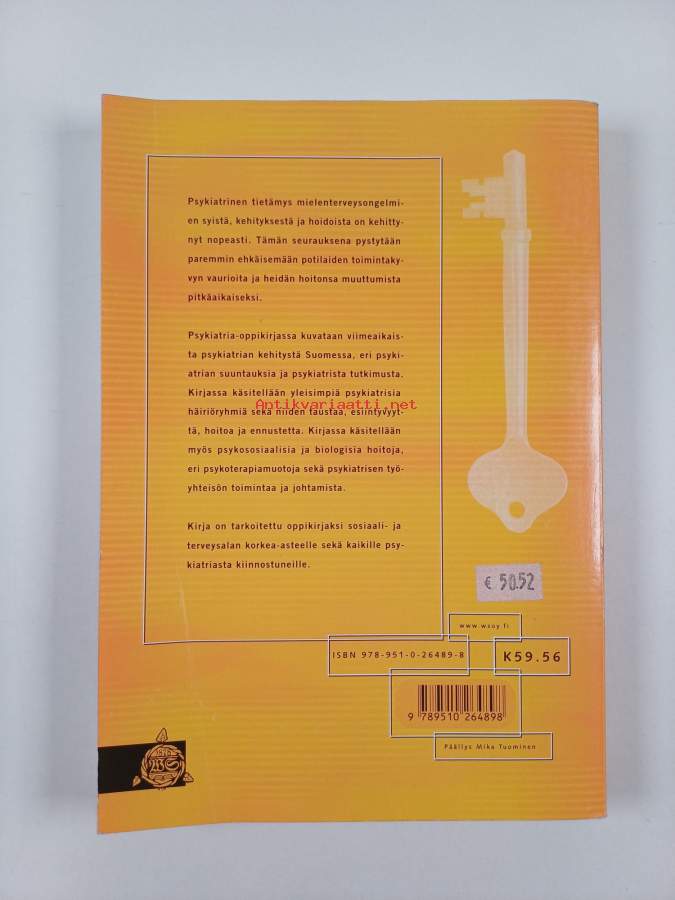 Psykiatrinen tietämys mielenterveysongelmi-
en syistä, kehityksestä ja hoidoista on kehitty-
nyt nopeasti. Tämän seurauksena pystytään
paremmin ehkäisemään potilaiden toimintaky-
vyn vaurioita ja heidän hoitonsa muuttumista
pitkäaikaiseksi.
Psykiatria-oppikirjassa kuvataan viimeaikais-
ta psykiatrian kehitystä Suomessa, eri psyki-
atrian suuntauksia ja psykiatrista tutkimusta.
Kirjassa käsitellään yleisimpiä psykiatrisia
Antikvariaatti.net
häiriöryhmiä sekä niiden taustaa, esiintyvyyt-
tä, hoitoa ja ennustetta. Kirjassa käsitellään
myös psykososiaalisia ja biologisia hoitoja,
eri psykoterapiamuotoja sekä psykiatrisen työ-
yhteisön toimintaa ja johtamista.
Kirja on tarkoitettu oppikirjaksi sosiaali- ja
terveysalan korkea-asteelle sekä kaikille psy-
kiatriasta kiinnostuneille.
€ 50.52
www.wsoy.fi
ISBN 978-951-0-26489-8
K59.56
9 789510 264898
Päällys Mika Tuominen
1878
WS